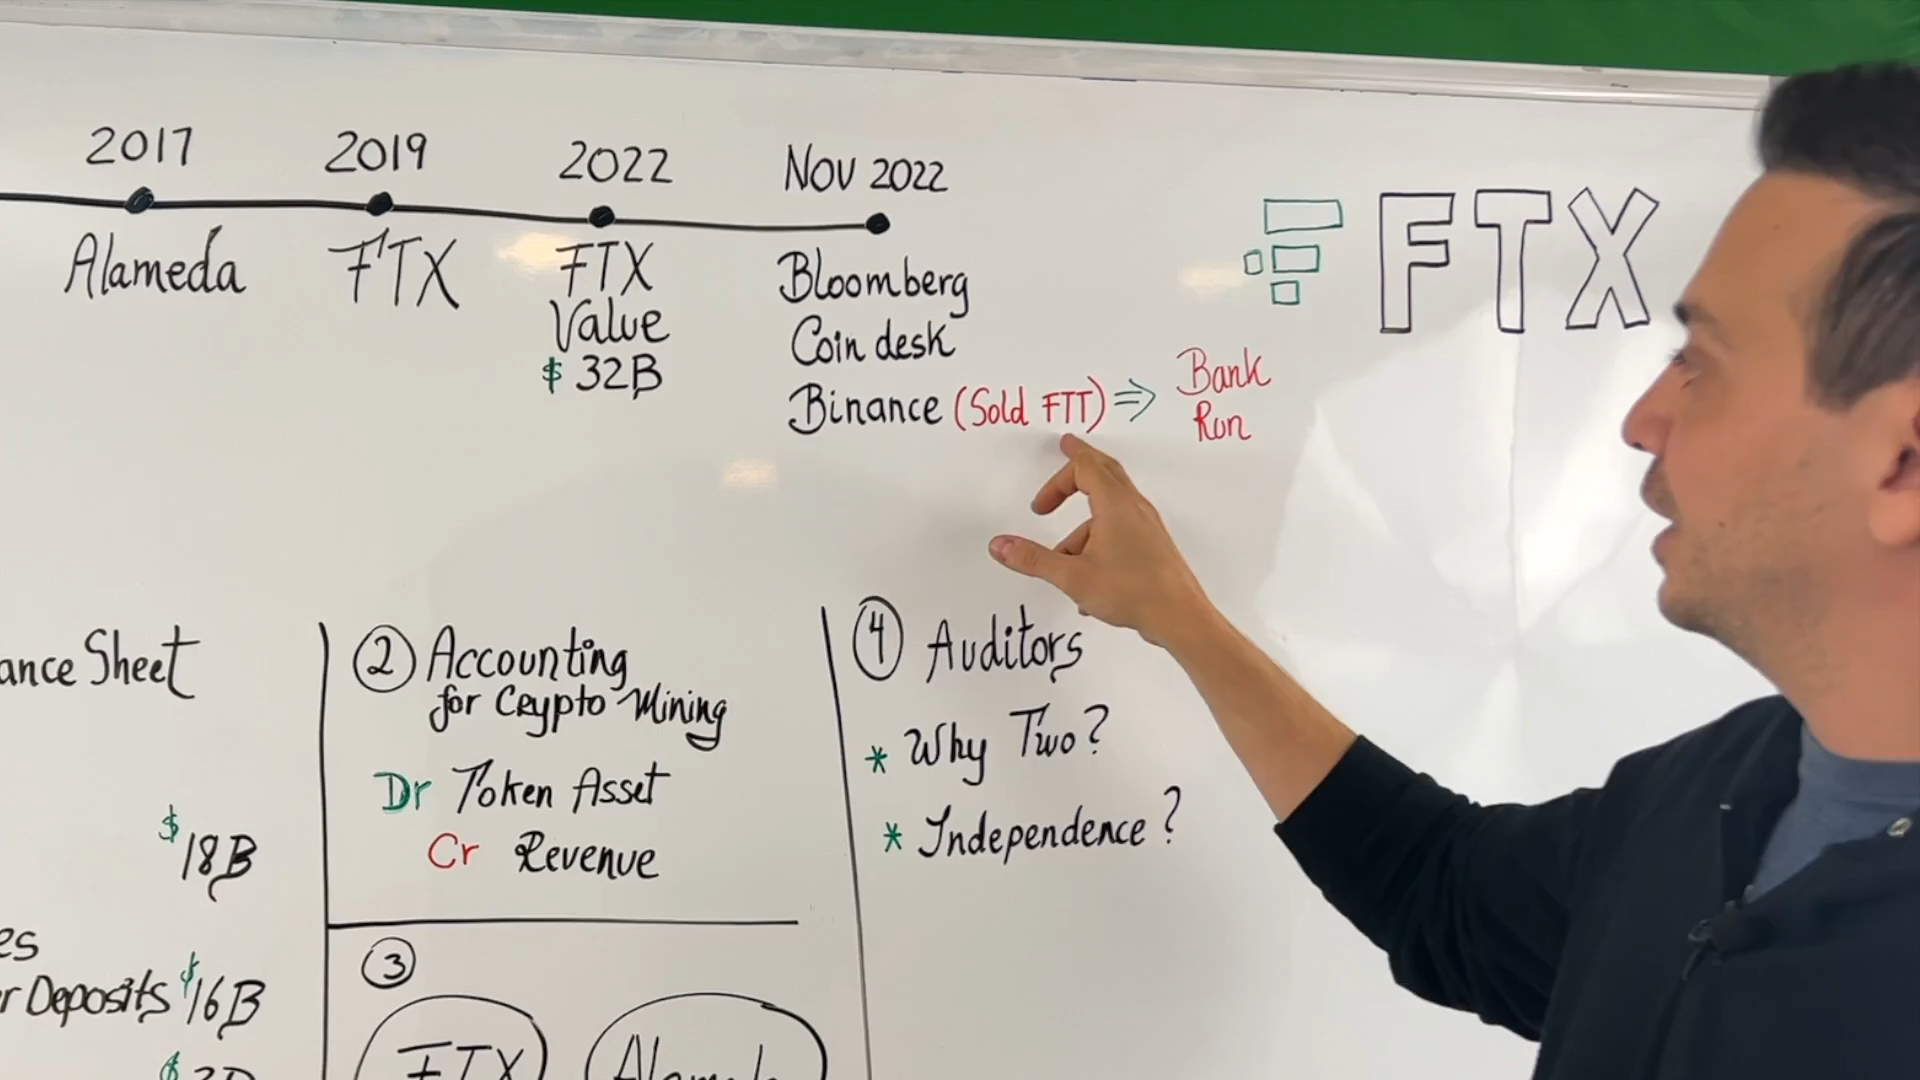 2017
Alameda
2019
FTX
2022
FTX
Value
$ 32B
NOV 2022
Bloomberg
Coin desk
Binance (Sold FTT) ⇒ Bank
Run
FTX
ance Sheet
$18B
es
r Deposits $16B
② Accounting
for Crypto Mining
Dr Token Asset
Cr Revenue
③
FTX
Alameda
④ Auditors
* Why Two?
* Independence?